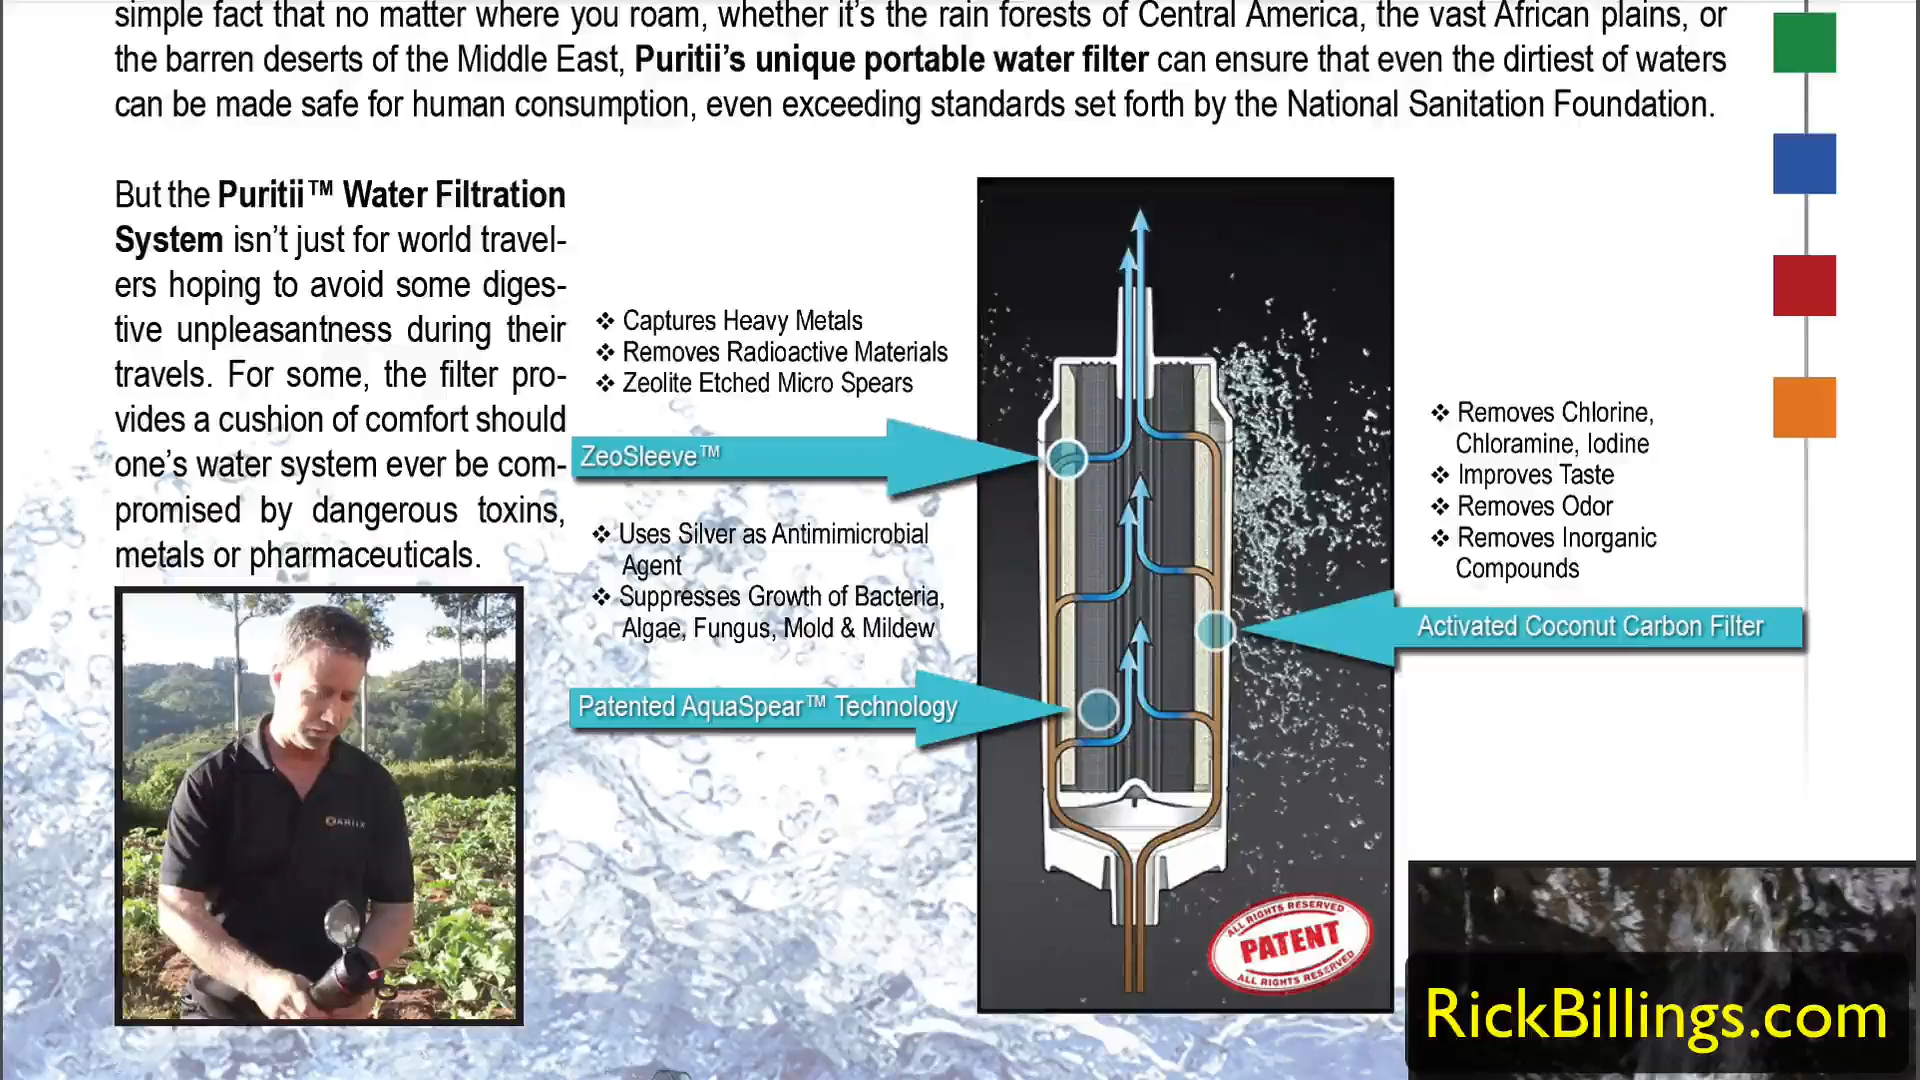 simple fact that no matter where you roam, whether it's the rain forests of Central America, the vast African plains, or
the barren deserts of the Middle East, Puritii's unique portable water filter can ensure that even the dirtiest of waters
can be made safe for human consumption, even exceeding standards set forth by the National Sanitation Foundation.
But the Puritii™ Water Filtration
System isn't just for world travel-
ers hoping to avoid some diges-
tive unpleasantness during their
travels. For some, the filter pro-
vides a cushion of comfort should
one's water system ever be com-
promised by dangerous toxins,
metals or pharmaceuticals.
❖ Captures Heavy Metals
❖ Removes Radioactive Materials
❖ Zeolite Etched Micro Spears
ZeoSleeve™
❖ Uses Silver as Antimimicrobial
Agent
❖ Suppresses Growth of Bacteria,
Algae, Fungus, Mold & Mildew
Patented AquaSpear™ Technology
❖ Removes Chlorine,
Chloramine, Iodine
❖ Improves Taste
❖ Removes Odor
❖ Removes Inorganic
Compounds
Activated Coconut Carbon Filter
ARIIX
ALL RIGHTS RESERVED
PATENT
ALL RIGHTS RESERVED
RickBillings.com